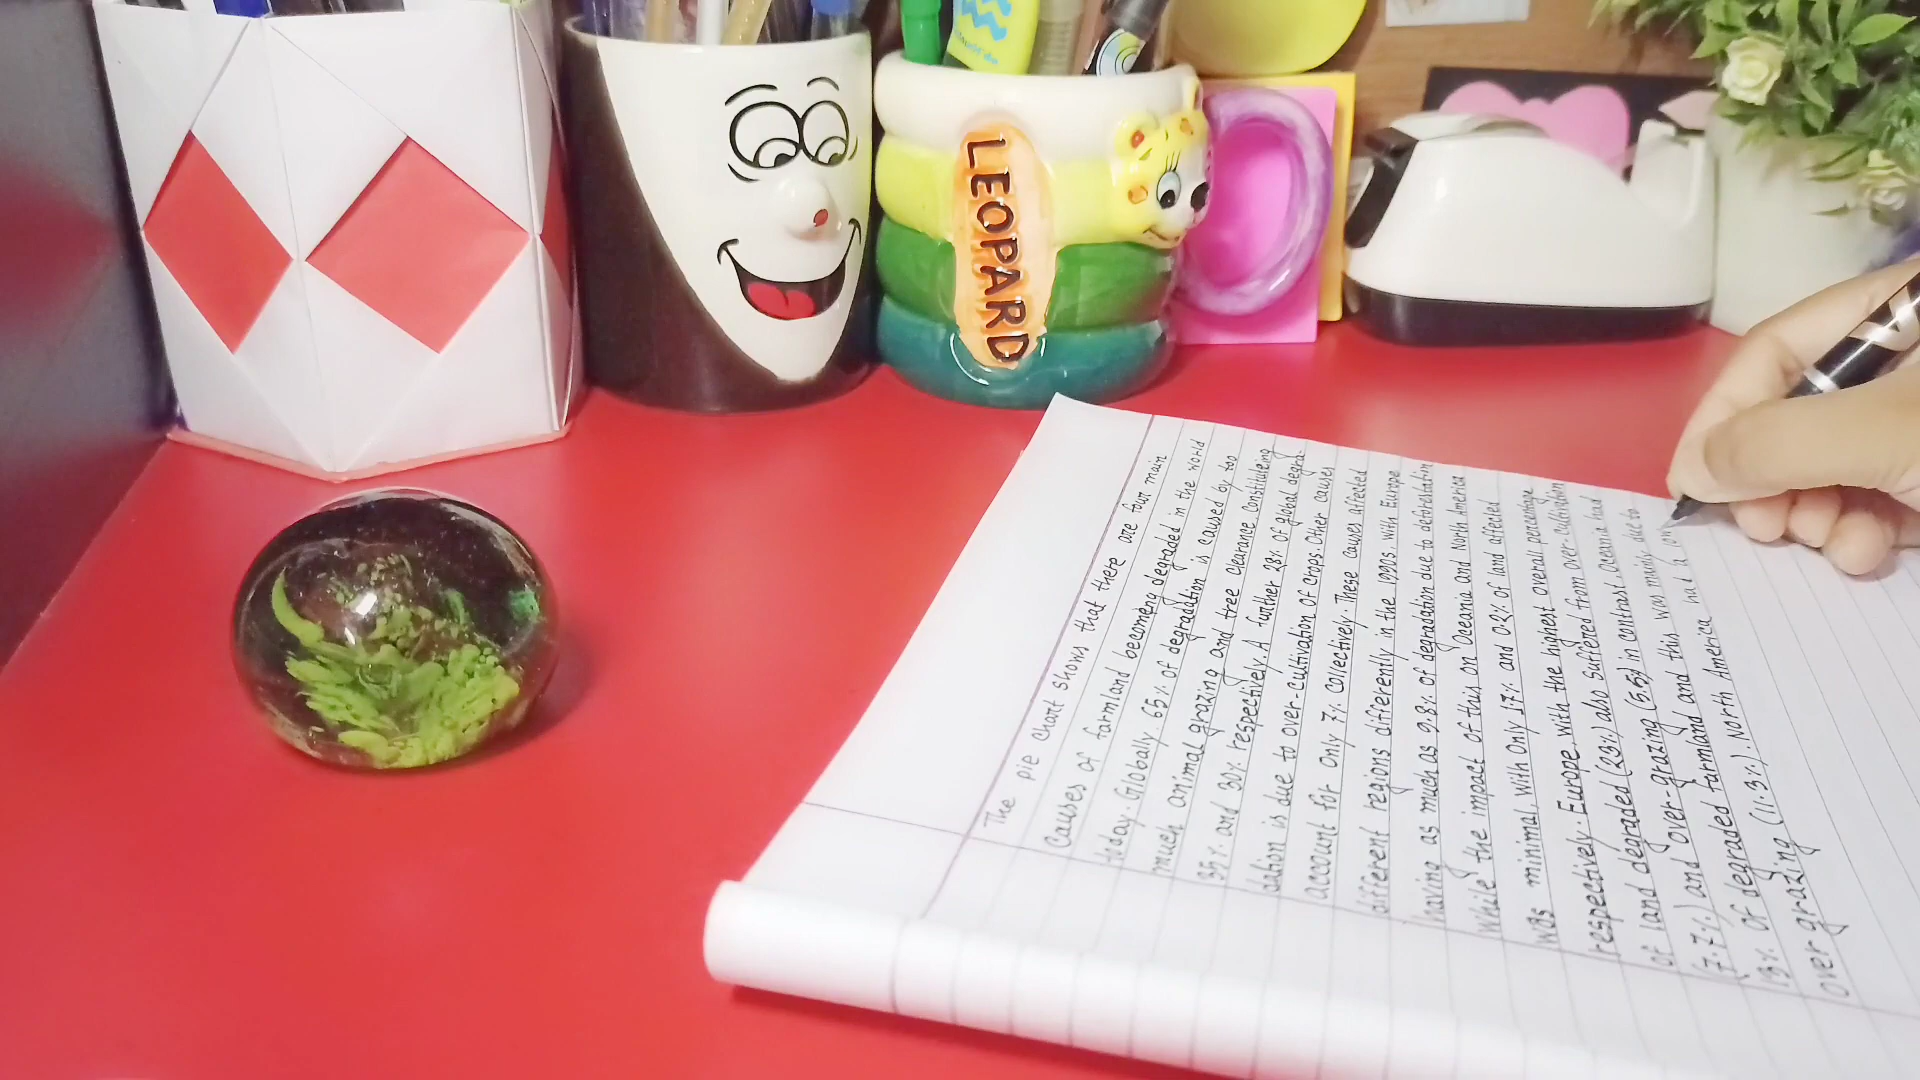 LEOPARD
The pie chart shows that there are four main
causes of farmland becoming degraded in the world
today. Globally 65% of degradation is caused by too
much animal grazing and tree clearance constituteing
35% and 30% respectively. A further 28% of global degra-
dation is due to over-cultivation of crops. Other causes
account for only 7% collectively. These causes affected
different regions differently in the 1990s with Europe
having as much as 9.8% of degradation due to deforestatin
while the impact of this on Oceania and North America
was minimal, with only 1.7% and 0.2% of land affected
respectively. Europe, with the highest overall percentage
of land degraded (23%) also suffered from over-cultivation
(7.7%) and over-grazing (5.5%) in contrast. Oceania had
13% of degraded farmland and this was mainly due to
over grazing (11.3%). North America had a low